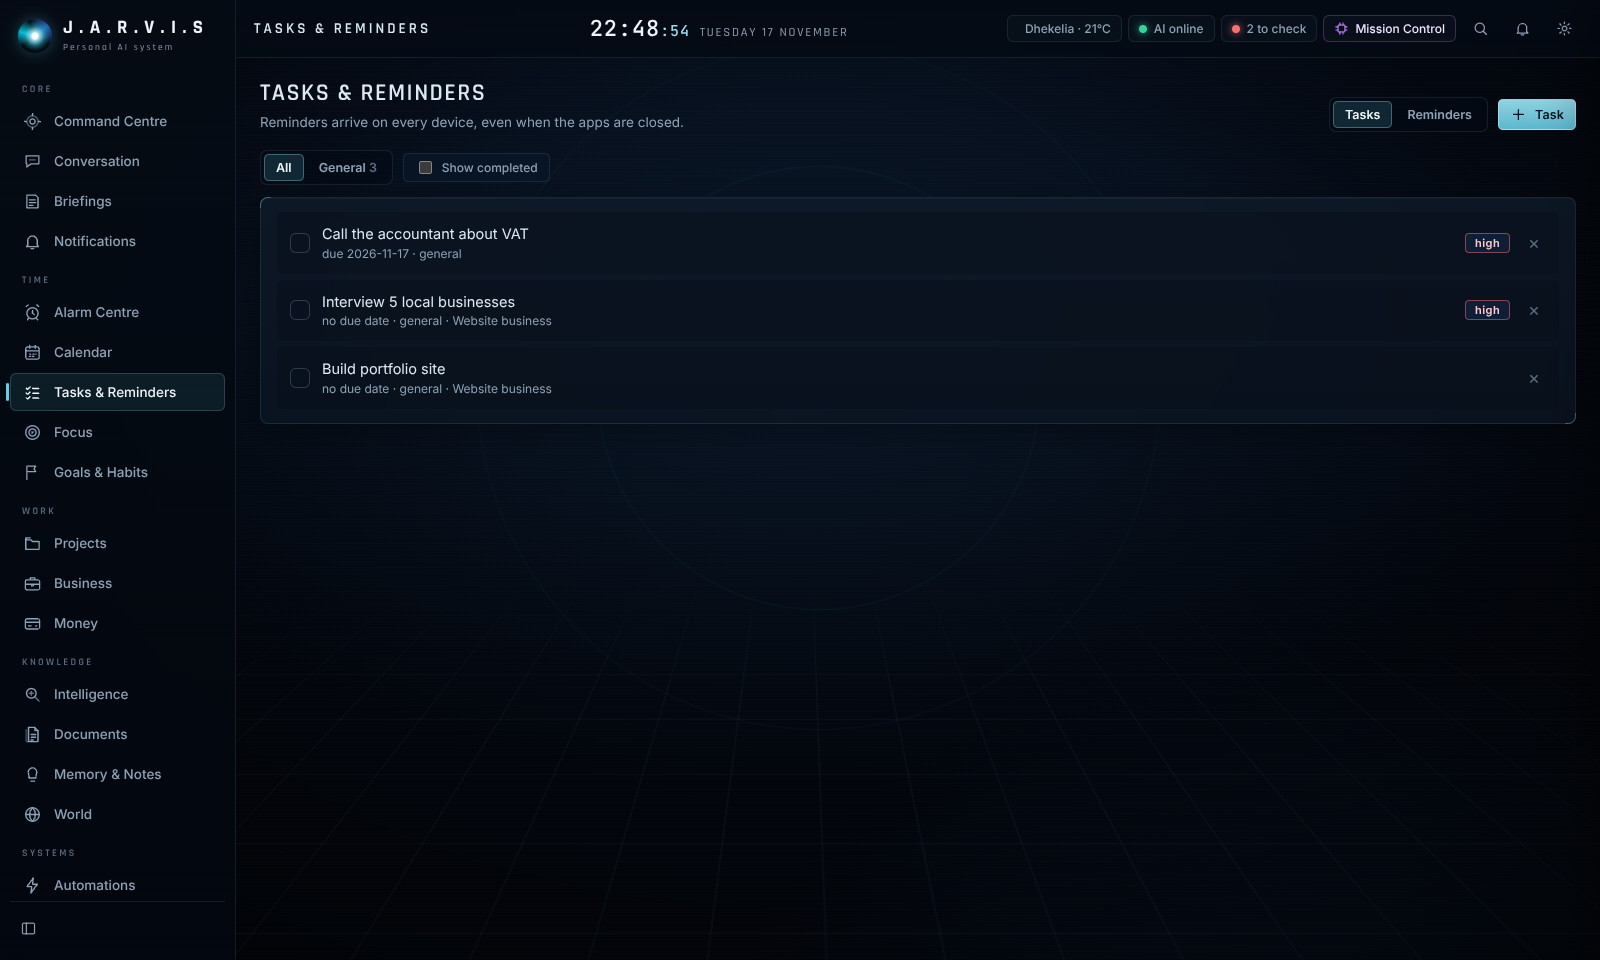 J.A.R.V.I.S
Personal AI system
CORE
Command Centre
Conversation
Briefings
Notifications
TIME
Alarm Centre
Calendar
Tasks & Reminders
Focus
Goals & Habits
WORK
Projects
Business
Money
KNOWLEDGE
Intelligence
Documents
Memory & Notes
World
SYSTEMS
Automations
TASKS & REMINDERS
22:48:54 TUESDAY 17 NOVEMBER
Dhekelia · 21°C
AI online
2 to check
Mission Control
TASKS & REMINDERS
Reminders arrive on every device, even when the apps are closed.
Tasks Reminders
+ Task
All General 3
Show completed
Call the accountant about VAT
due 2026-11-17 · general
high
Interview 5 local businesses
no due date · general · Website business
high
Build portfolio site
no due date · general · Website business